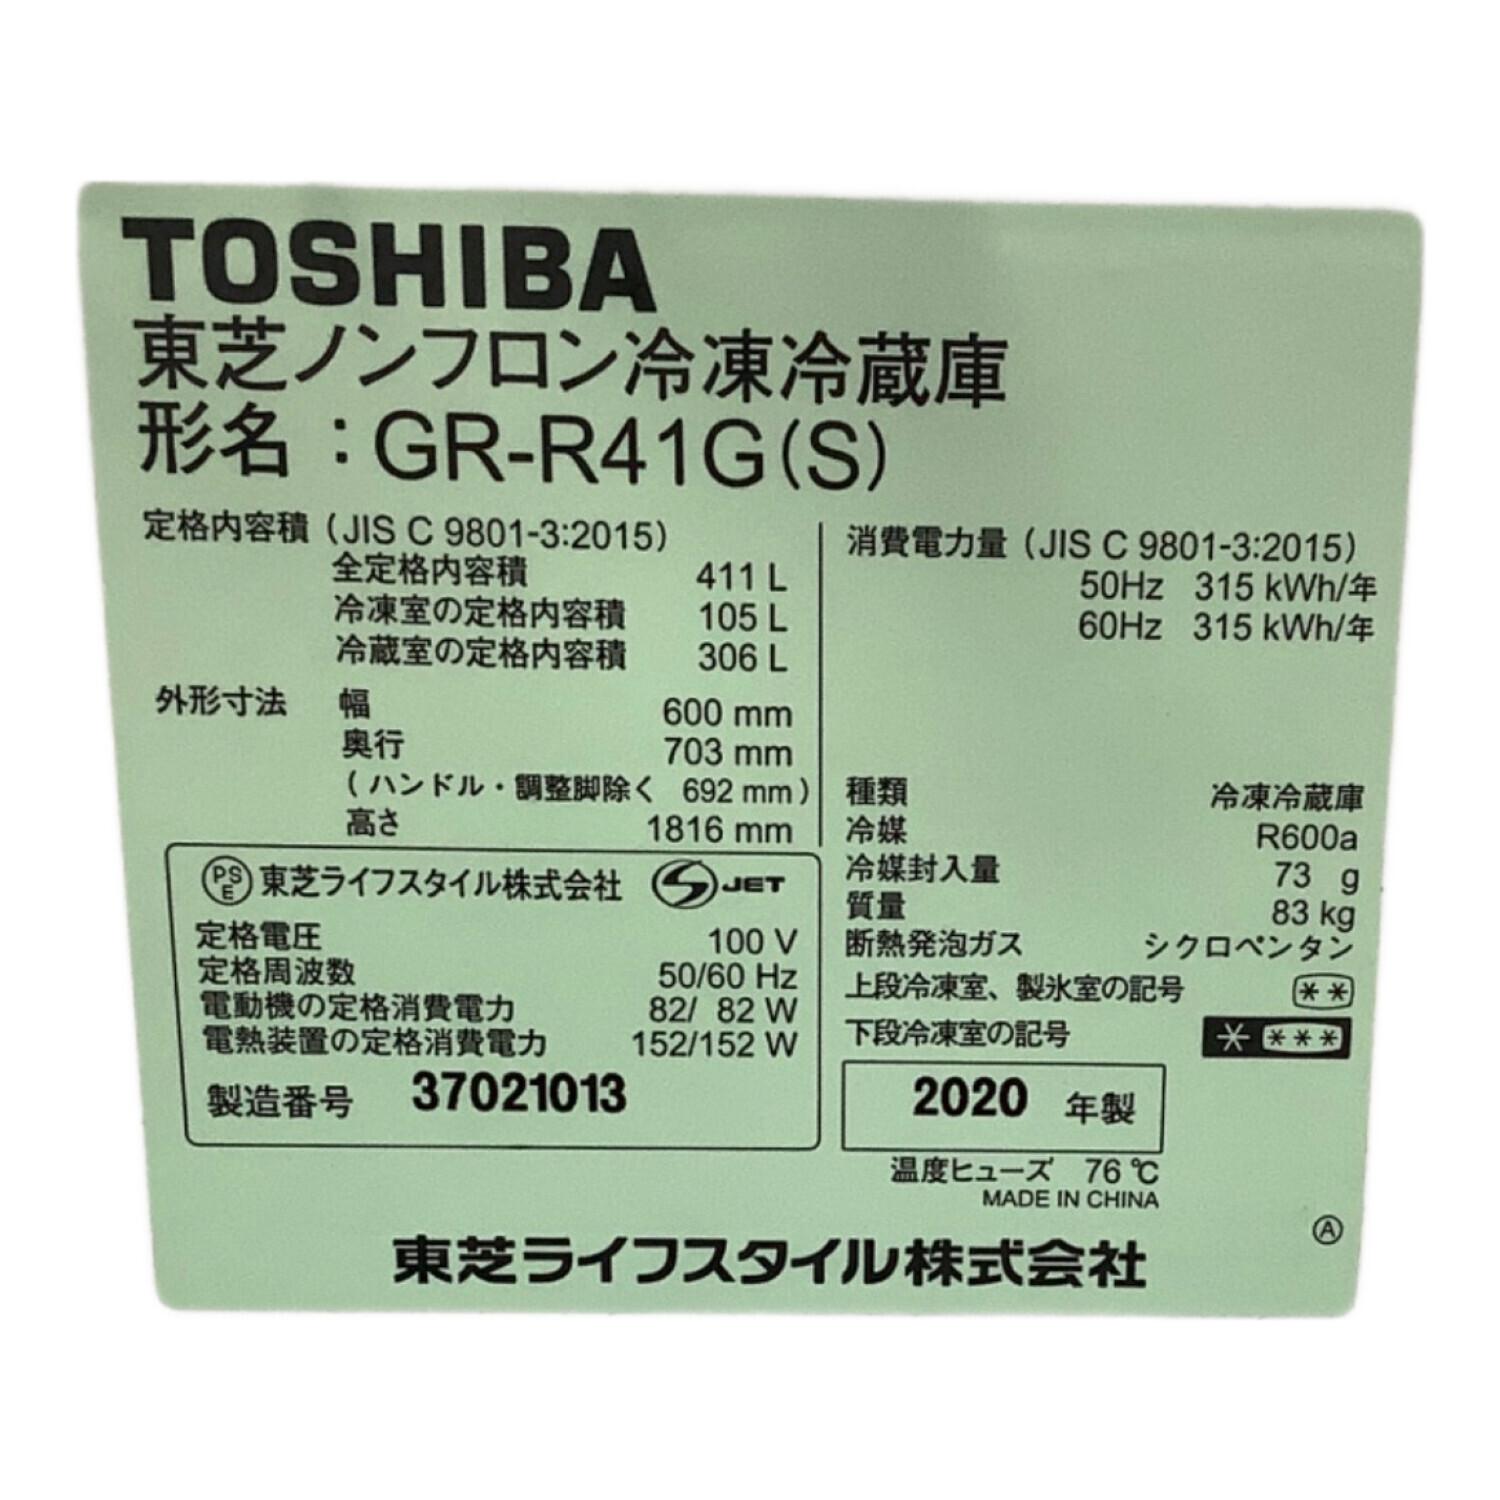 TOSHIBA
東芝ノンフロン冷凍冷蔵庫
形名：GR-R41G(S)
定格内容積（JIS C 9801-3:2015）
全定格内容積 411 L
冷凍室の定格内容積 105 L
冷蔵室の定格内容積 306 L
外形寸法 幅 600 mm
奥行 703 mm
（ハンドル・調整脚除く 692 mm）
高さ 1816 mm
消費電力量（JIS C 9801-3:2015）
50Hz 315 kWh/年
60Hz 315 kWh/年
種類 冷凍冷蔵庫
冷媒 R600a
冷媒封入量 73 g
質量 83 kg
断熱発泡ガス シクロペンタン
上段冷凍室、製氷室の記号 **
下段冷凍室の記号 * ***
PSE 東芝ライフスタイル株式会社 S JET
定格電圧 100 V
定格周波数 50/60 Hz
電動機の定格消費電力 82/ 82 W
電熱装置の定格消費電力 152/152 W
製造番号 37021013
2020 年製
温度ヒューズ 76 ℃
MADE IN CHINA
Ⓐ
東芝ライフスタイル株式会社